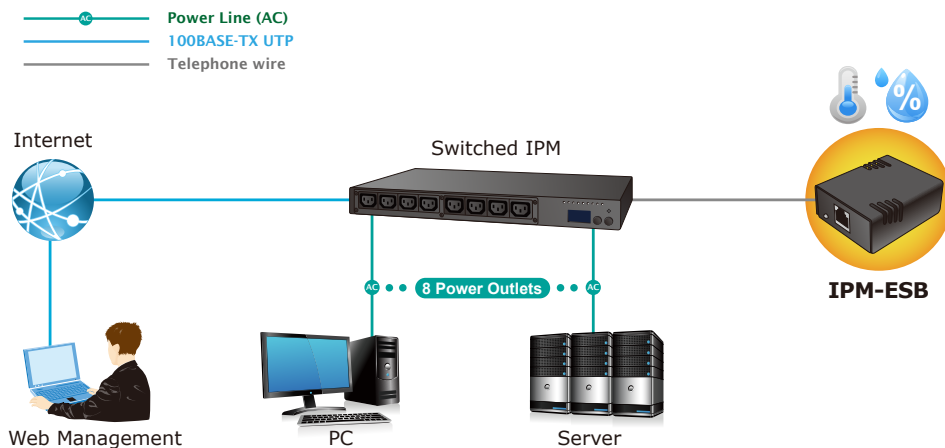 AC Power Line (AC)
100BASE-TX UTP
Telephone wire
%
Internet
Switched IPM
AC 8 Power Outlets AC
IPM-ESB
Web Management
PC
Server